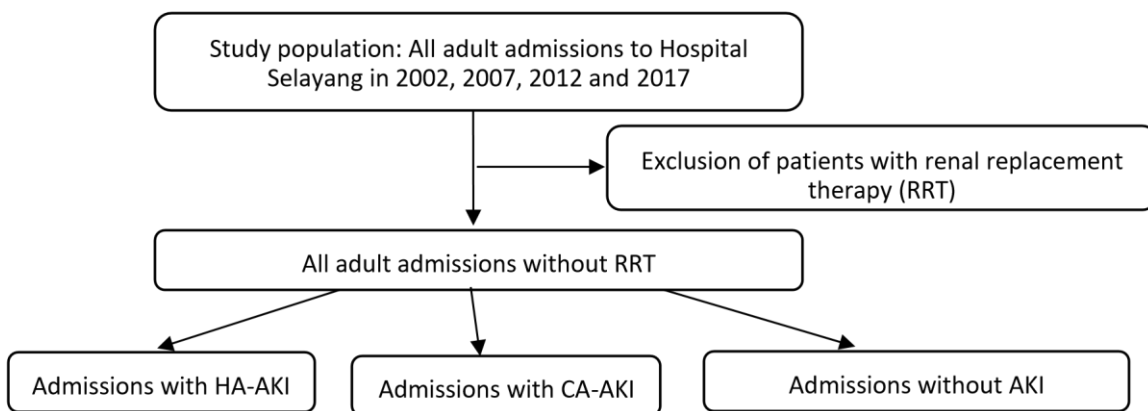 Study population: All adult admissions to Hospital
Selayang in 2002, 2007, 2012 and 2017
Exclusion of patients with renal replacement
therapy (RRT)
All adult admissions without RRT
Admissions with HA-AKI
Admissions with CA-AKI
Admissions without AKI